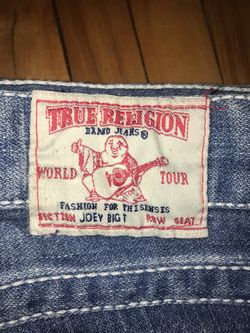 TRUE RELIGION
BRAND JEANS®
WORLD TOUR
FASHION FOR THE SENSES
SECTION JOEY BIG T ROW SEAT